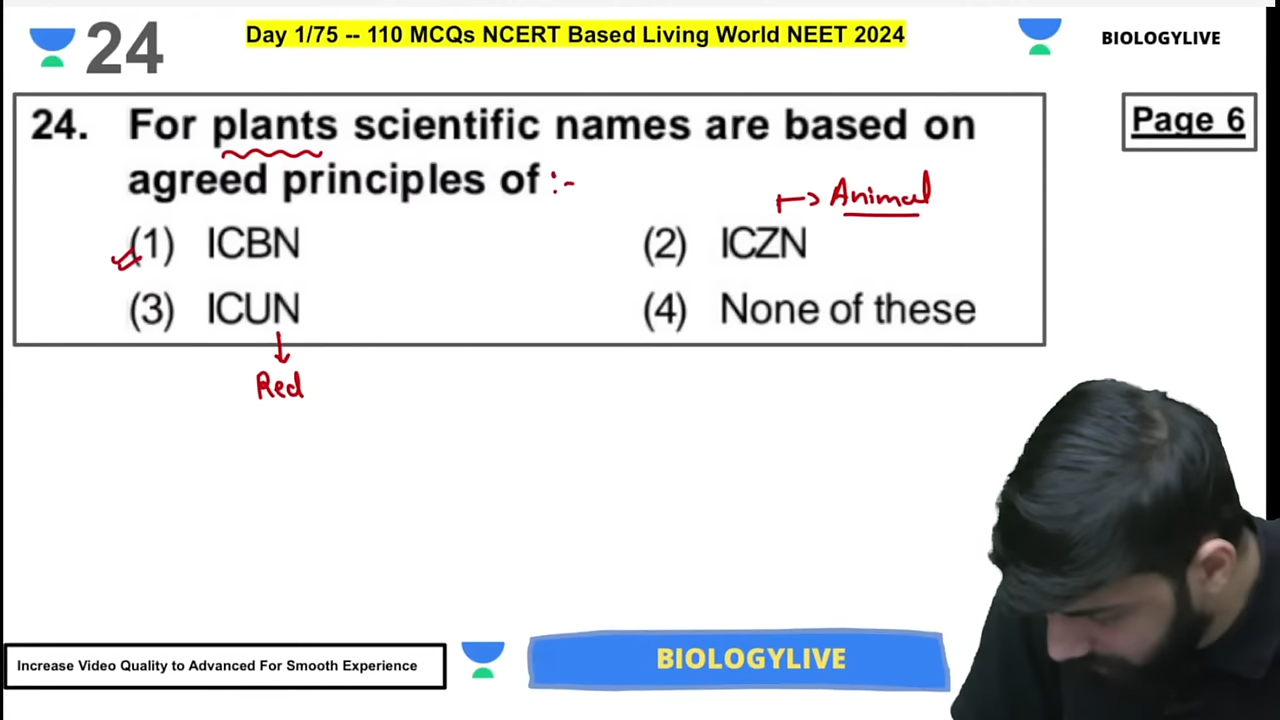 24
Day 1/75 -- 110 MCQs NCERT Based Living World NEET 2024
BIOLOGYLIVE
24. For plants scientific names are based on
agreed principles of :-
Page 6
Animal
(1) ICBN
(2) ICZN
(3) ICUN
(4) None of these
Red
Increase Video Quality to Advanced For Smooth Experience
BIOLOGYLIVE